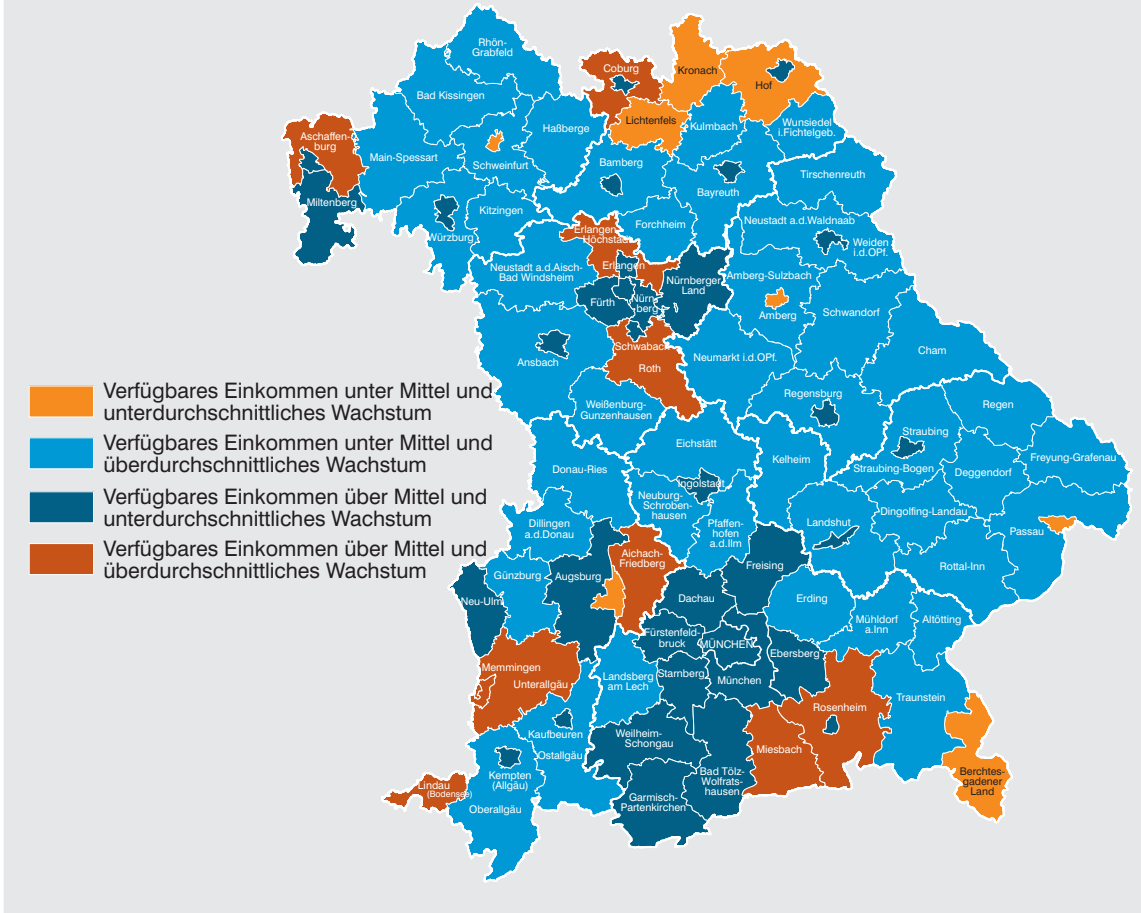 Rhön-
Grabfeld
Coburg
Kronach
Hof
Bad Kissingen
Lichtenfels
Kulmbach
Wunsiedel
i.Fichtelgeb.
Haßberge
Aschaffen-
burg
Main-Spessart
Schweinfurt
Bamberg
Bayreuth
Tirschenreuth
Miltenberg
Kitzingen
Würzburg
Forchheim
Neustadt a.d.Waldnaab
Erlangen-
Höchstadt
Weiden
i.d.OPf.
Erlangen
Neustadt a.d.Aisch-
Bad Windsheim
Nürnberger
Land
Amberg-Sulzbach
Fürth
Nürn-
berg
Amberg
Schwandorf
Schwabach
Ansbach
Roth
Neumarkt i.d.OPf.
Cham
Verfügbares Einkommen unter Mittel und
unterdurchschnittliches Wachstum
Verfügbares Einkommen unter Mittel und
überdurchschnittliches Wachstum
Verfügbares Einkommen über Mittel und
unterdurchschnittliches Wachstum
Verfügbares Einkommen über Mittel und
überdurchschnittliches Wachstum
Weißenburg-
Gunzenhausen
Regensburg
Regen
Straubing
Eichstätt
Kelheim
Donau-Ries
Straubing-Bogen
Deggendorf
Freyung-Grafenau
Ingolstadt
Neuburg-
Schroben-
hausen
Dillingen
a.d.Donau
Pfaffen-
hofen
a.d.Ilm
Landshut
Dingolfing-Landau
Passau
Aichach-
Friedberg
Günzburg
Augsburg
Freising
Rottal-Inn
Neu-Ulm
Dachau
Erding
Mühldorf
a.Inn
Altötting
Fürstenfeld-
bruck
MÜNCHEN
Ebersberg
Memmingen
Unterallgäu
Landsberg
am Lech
Starnberg
München
Traunstein
Rosenheim
Kaufbeuren
Ostallgäu
Weilheim-
Schongau
Miesbach
Bad Tölz-
Wolfrats-
hausen
Berchtes-
gadener
Land
Kempten
(Allgäu)
Lindau
(Bodensee)
Oberallgäu
Garmisch-
Partenkirchen